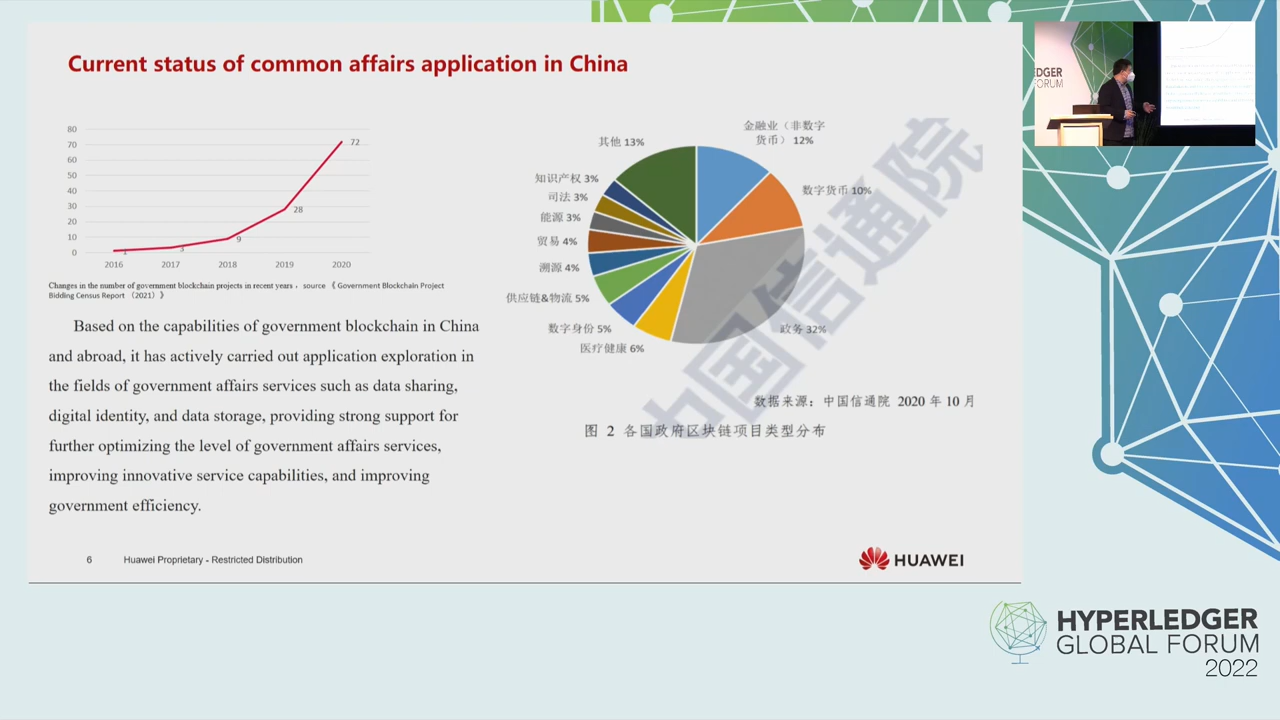 Current status of common affairs application in China
80
70
60
50
40
30
20
10
0
1
3
9
28
72
2016 2017 2018 2019 2020
Changes in the number of government blockchain projects in recent years ，source 《 Government Blockchain Project
Bidding Census Report （2021）》
Based on the capabilities of government blockchain in China
and abroad, it has actively carried out application exploration in
the fields of government affairs services such as data sharing,
digital identity, and data storage, providing strong support for
further optimizing the level of government affairs services,
improving innovative service capabilities, and improving
government efficiency.
金融业（非数字
货币）12%
数字货币 10%
政务 32%
医疗健康 6%
数字身份 5%
供应链&物流 5%
溯源 4%
贸易 4%
能源 3%
司法 3%
知识产权 3%
其他 13%
中国信通院
数据来源：中国信通院 2020 年 10 月
图 2 各国政府区块链项目类型分布
6 Huawei Proprietary - Restricted Distribution
HUAWEI
EDGER
FORUM
HYPERLEDGER
GLOBAL FORUM
2022